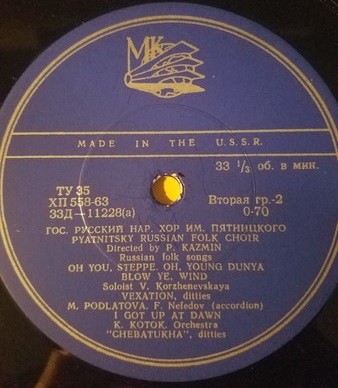 МК
MADE IN THE U.S.S.R.
33 ⅓ об. в мин.
ТУ 35
ХП 558-63
33Д—11228(а)
Вторая гр.-2
0-70
ГОС. РУССКИЙ НАР. ХОР ИМ. ПЯТНИЦКОГО
PYATNITSKY RUSSIAN FOLK CHOIR
Directed by P. KAZMIN
Russian folk songs
OH YOU, STEPPE. OH, YOUNG DUNYA
BLOW YE, WIND
Soloist V. Korzhenevskaya
VEXATION, ditties
M. PODLATOVA. F. Nefedov (accordion)
I GOT UP AT DAWN
K. KOTOK. Orchestra
"CHEBATUKHA", ditties